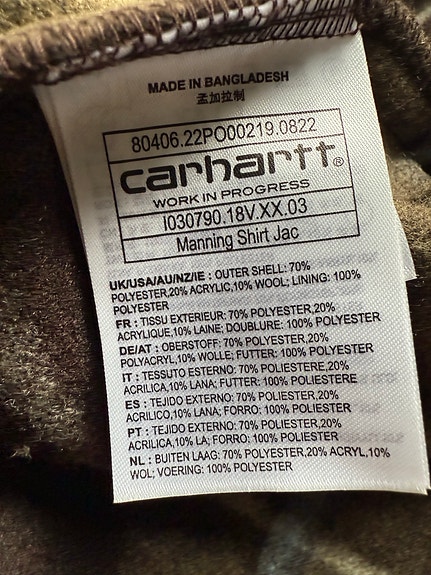 MADE IN BANGLADESH
孟加拉制
80406.22PO00219.0822
carhartt®
WORK IN PROGRESS
I030790.18V.XX.03
Manning Shirt Jac
UK/USA/AU/NZ/IE : OUTER SHELL: 70%
POLYESTER,20% ACRYLIC,10% WOOL; LINING: 100%
POLYESTER
FR : TISSU EXTERIEUR: 70% POLYESTER,20%
ACRYLIQUE,10% LAINE; DOUBLURE: 100% POLYESTER
DE/AT : OBERSTOFF: 70% POLYESTER,20%
POLYACRYL,10% WOLLE; FUTTER: 100% POLYESTER
IT : TESSUTO ESTERNO: 70% POLIESTERE,20%
ACRILICA,10% LANA; FUTTER: 100% POLIESTERE
ES : TEJIDO EXTERNO: 70% POLIESTER,20%
ACRILICO,10% LANA; FORRO: 100% POLIESTER
PT : TEJIDO EXTERNO: 70% POLIESTER,20%
ACRILICA,10% LA; FORRO: 100% POLIESTER
NL : BUITEN LAAG: 70% POLYESTER,20% ACRYL,10%
WOL; VOERING: 100% POLYESTER